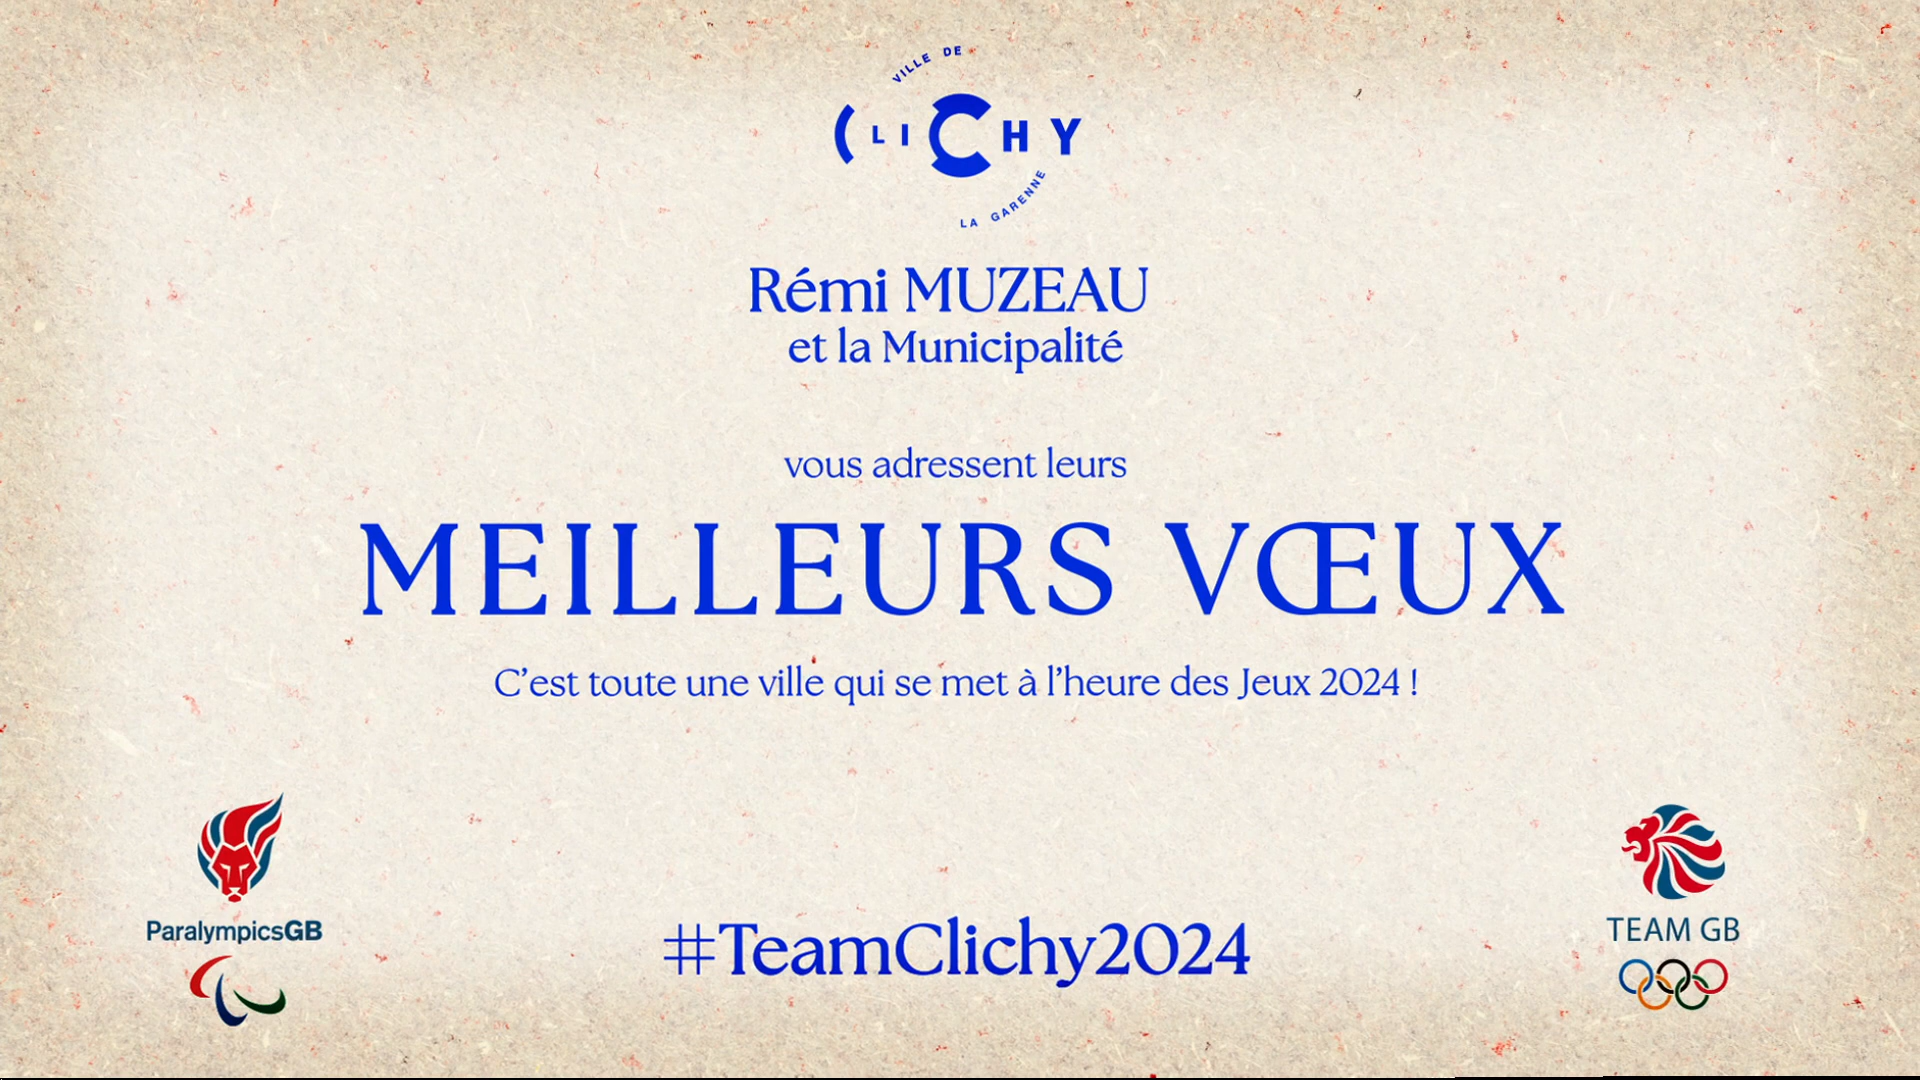 VILLE DE
CLICHY
LA GARENNE
Rémi MUZEAU
et la Municipalité
vous adressent leurs
MEILLEURS VŒUX
C’est toute une ville qui se met à l’heure des Jeux 2024 !
ParalympicsGB
#TeamClichy2024
TEAM GB